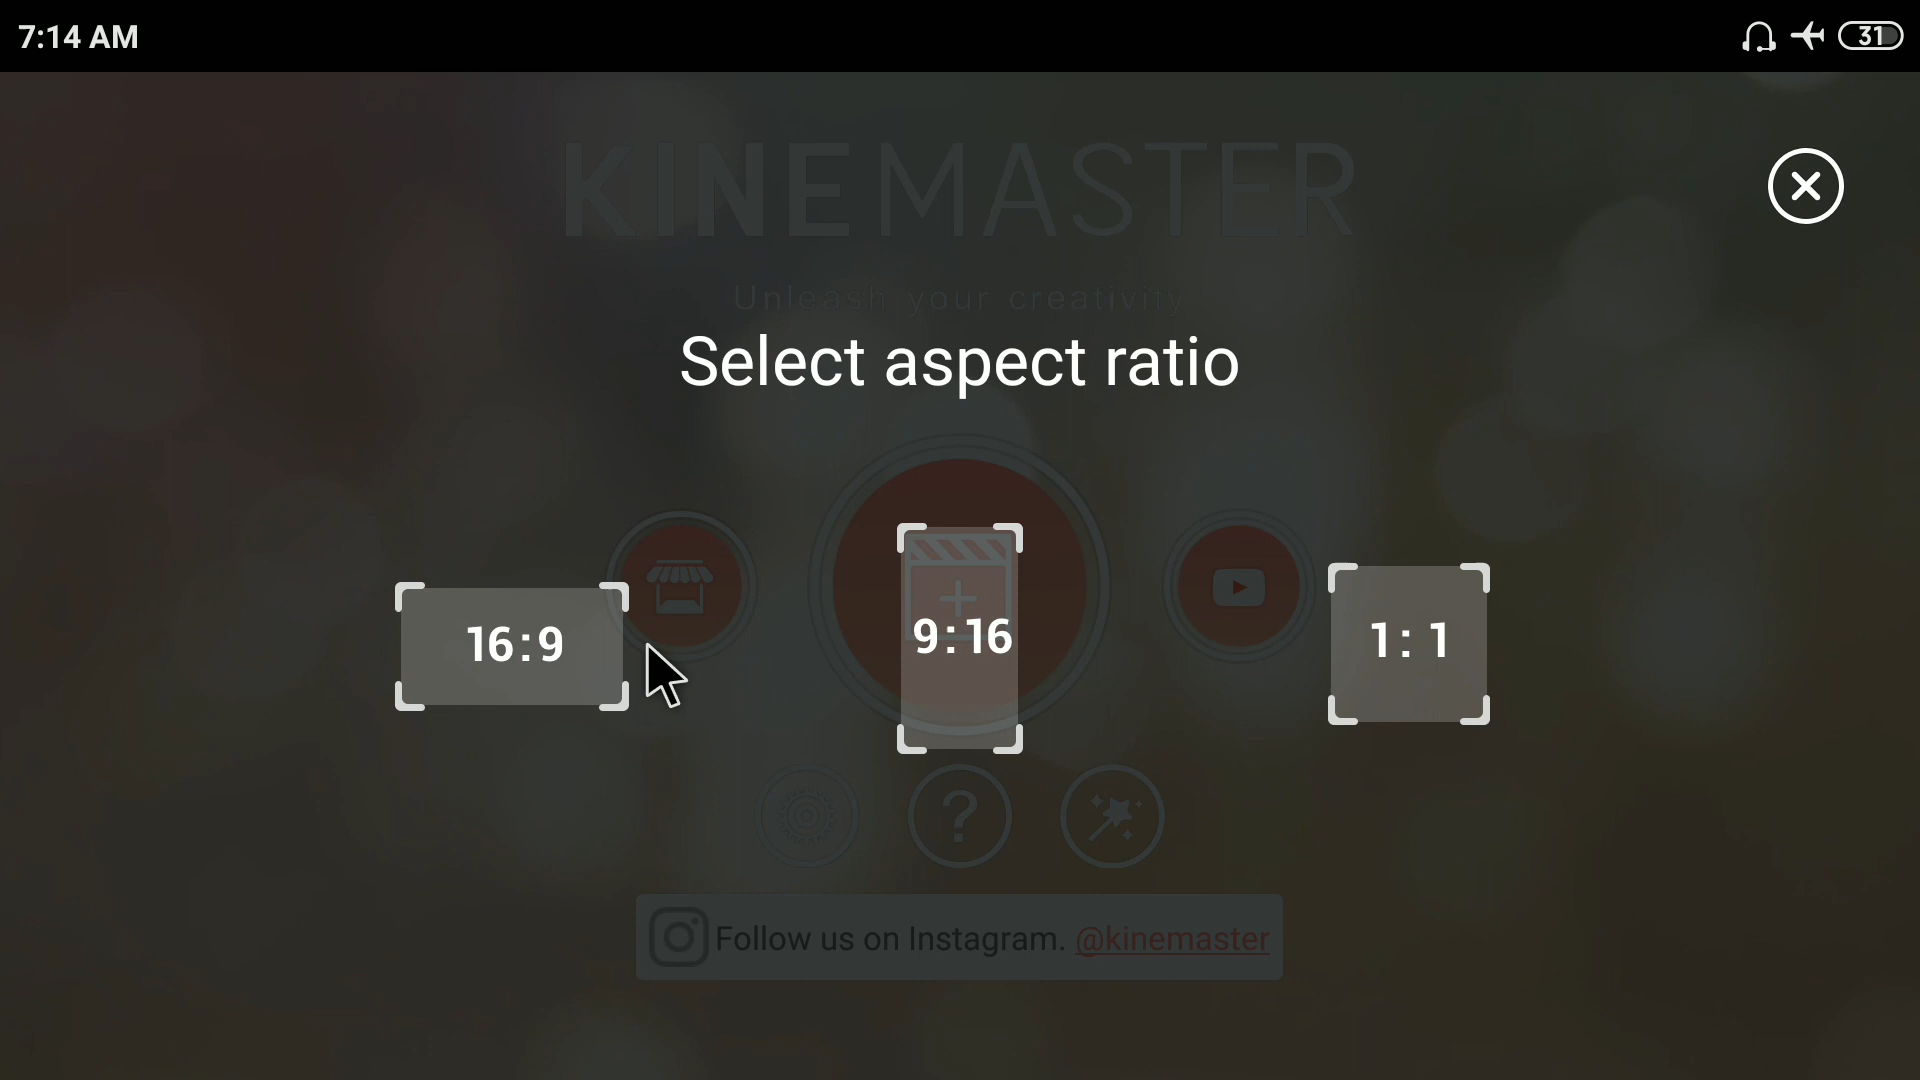 7:14 AM
31
KINEMASTER
Unleash your creativity
Select aspect ratio
16:9
9:16
1: 1
?
Follow us on Instagram. @kinemaster